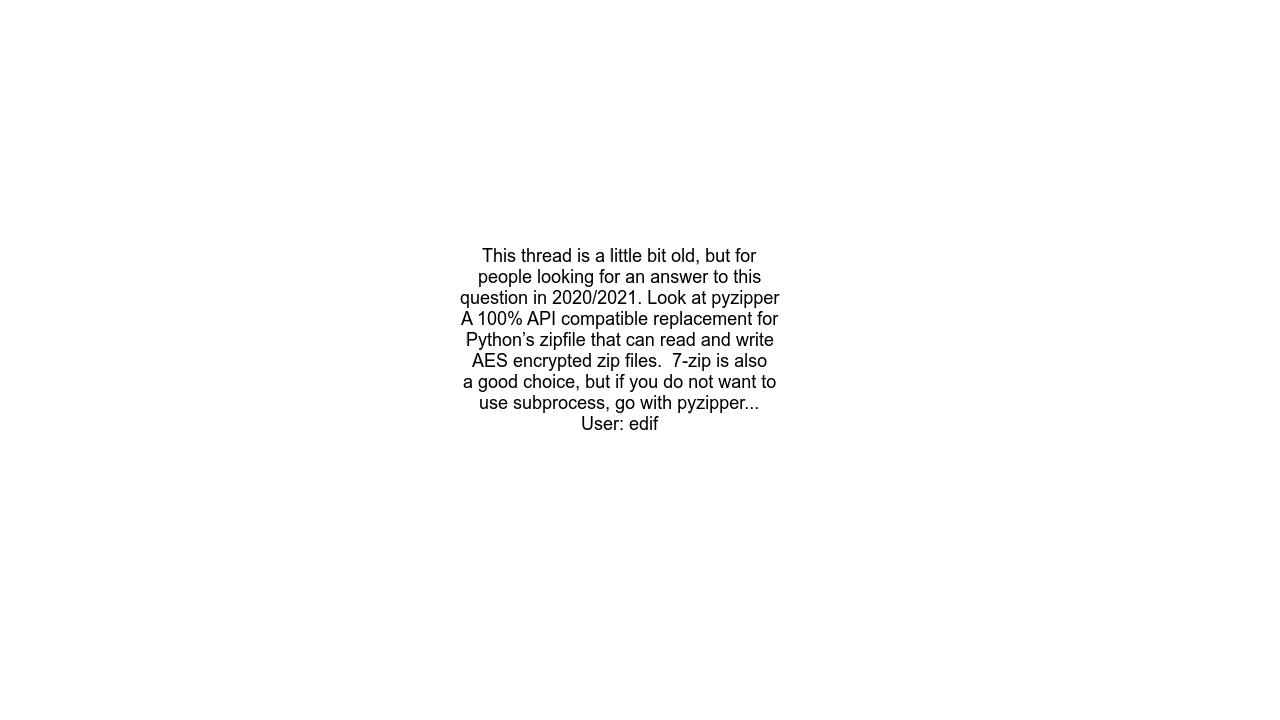 This thread is a little bit old, but for
people looking for an answer to this
question in 2020/2021. Look at pyzipper
A 100% API compatible replacement for
Python’s zipfile that can read and write
AES encrypted zip files.  7-zip is also
a good choice, but if you do not want to
use subprocess, go with pyzipper...
User: edif